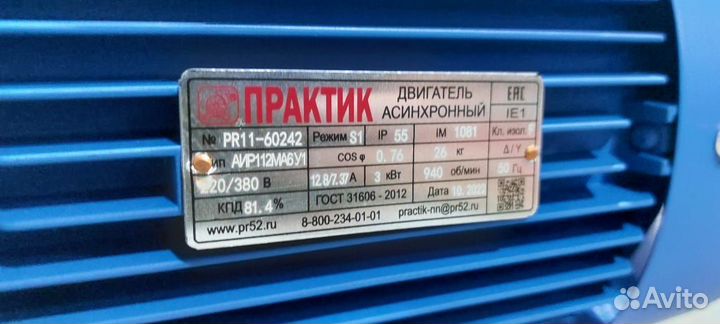 ПРАКТИК ДВИГАТЕЛЬ АСИНХРОННЫЙ EAC IE1
№ PR11-60242 Режим S1 IP 55 IM 1081 Кл. изол.
АИР112МА6У1 COS φ 0.76 26 кг Δ/Y
220/380 В 12.8/7.37 А 3 кВт 940 об/мин 50 Гц
КПД 81.4% ГОСТ 31606 - 2012 Дата 10.2022
www.pr52.ru 8-800-234-01-01 practik-nn@pr52.ru
Avito